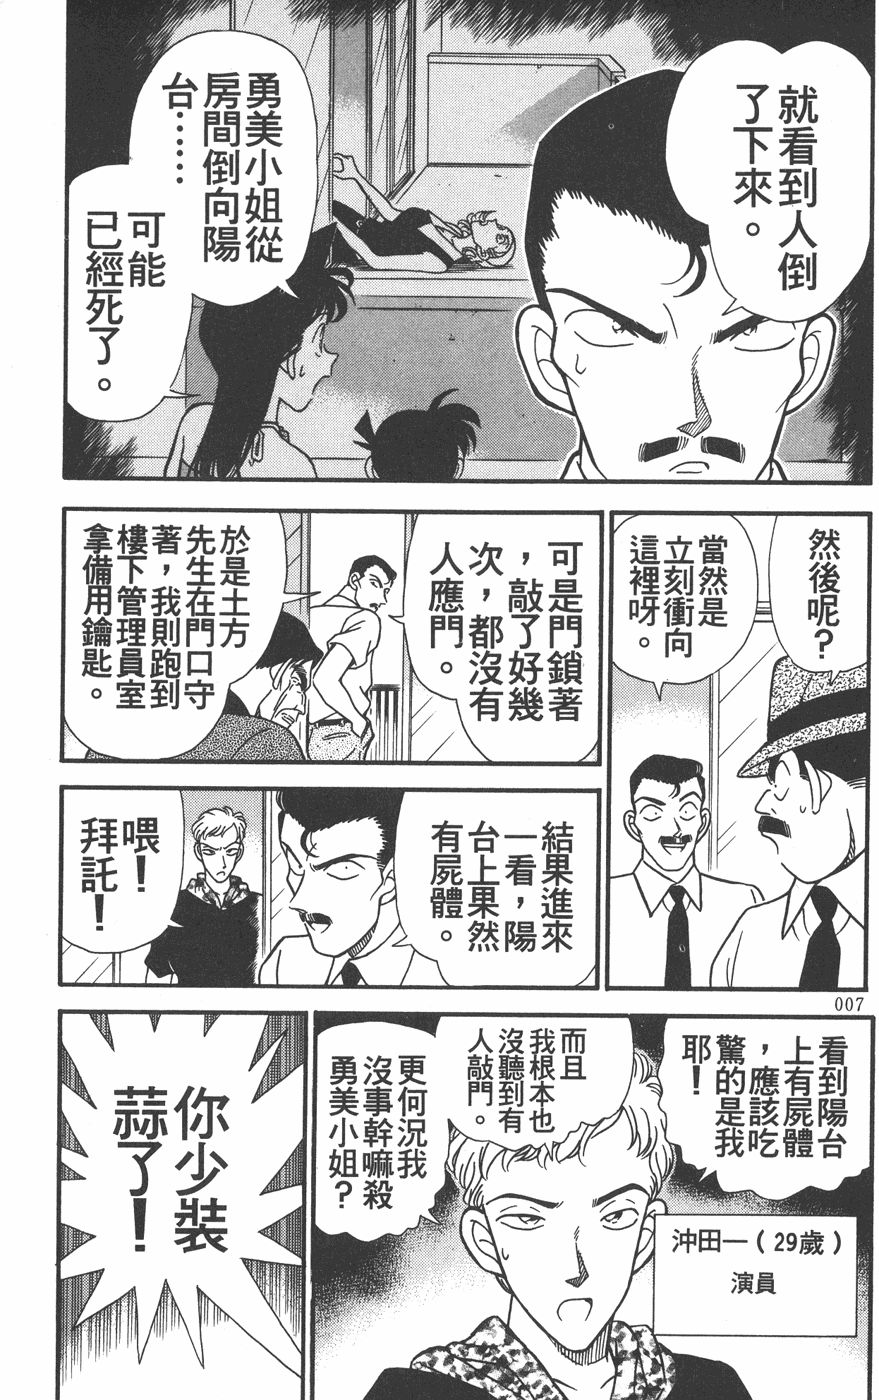 就看到人倒
了下來。
勇美小姐從
房間倒向陽
台……
可能
已經死了。
然後呢？
當然是
立刻衝向
這裡呀。
可是門鎖著
，敲了好幾
次，都沒有
人應門。
於是土方
先生在門口守
著，我則跑到
樓下管理員室
拿備用鑰匙。
結果進來
一看，陽
台上果然
有屍體。
喂！
拜託！
007
看到陽台
上有屍體
，應該吃
驚的是我
耶！
而且
我根本也
沒聽到有
人敲門。
更何況我
沒事幹嘛殺
勇美小姐？
沖田一（29歲）
演員
你少裝
蒜了！